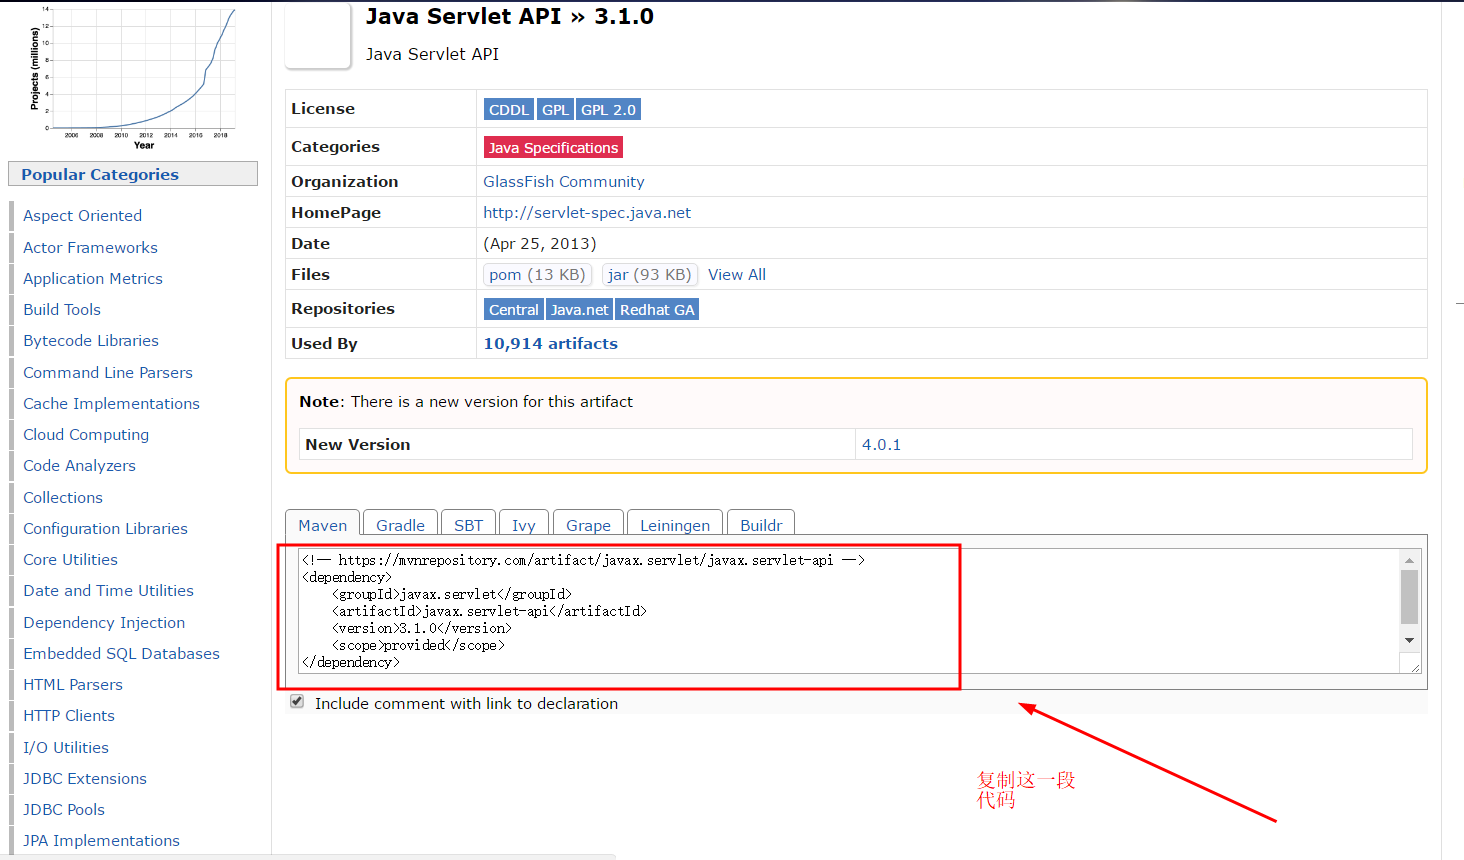 14
12
10
8
6
4
2
0
Projects (millions)
2006 2008 2010 2012 2014 2016 2018
Year
Popular Categories
Aspect Oriented
Actor Frameworks
Application Metrics
Build Tools
Bytecode Libraries
Command Line Parsers
Cache Implementations
Cloud Computing
Code Analyzers
Collections
Configuration Libraries
Core Utilities
Date and Time Utilities
Dependency Injection
Embedded SQL Databases
HTML Parsers
HTTP Clients
I/O Utilities
JDBC Extensions
JDBC Pools
JPA Implementations
Java Servlet API » 3.1.0
Java Servlet API
License CDDL GPL GPL 2.0
Categories Java Specifications
Organization GlassFish Community
HomePage http://servlet-spec.java.net
Date (Apr 25, 2013)
Files pom (13 KB) jar (93 KB) View All
Repositories Central Java.net Redhat GA
Used By 10,914 artifacts
Note: There is a new version for this artifact
New Version 4.0.1
Maven Gradle SBT Ivy Grape Leiningen Buildr
<!-- https://mvnrepository.com/artifact/javax.servlet/javax.servlet-api -->
<dependency>
    <groupId>javax.servlet</groupId>
    <artifactId>javax.servlet-api</artifactId>
    <version>3.1.0</version>
    <scope>provided</scope>
</dependency>
Include comment with link to declaration
复制这一段
代码